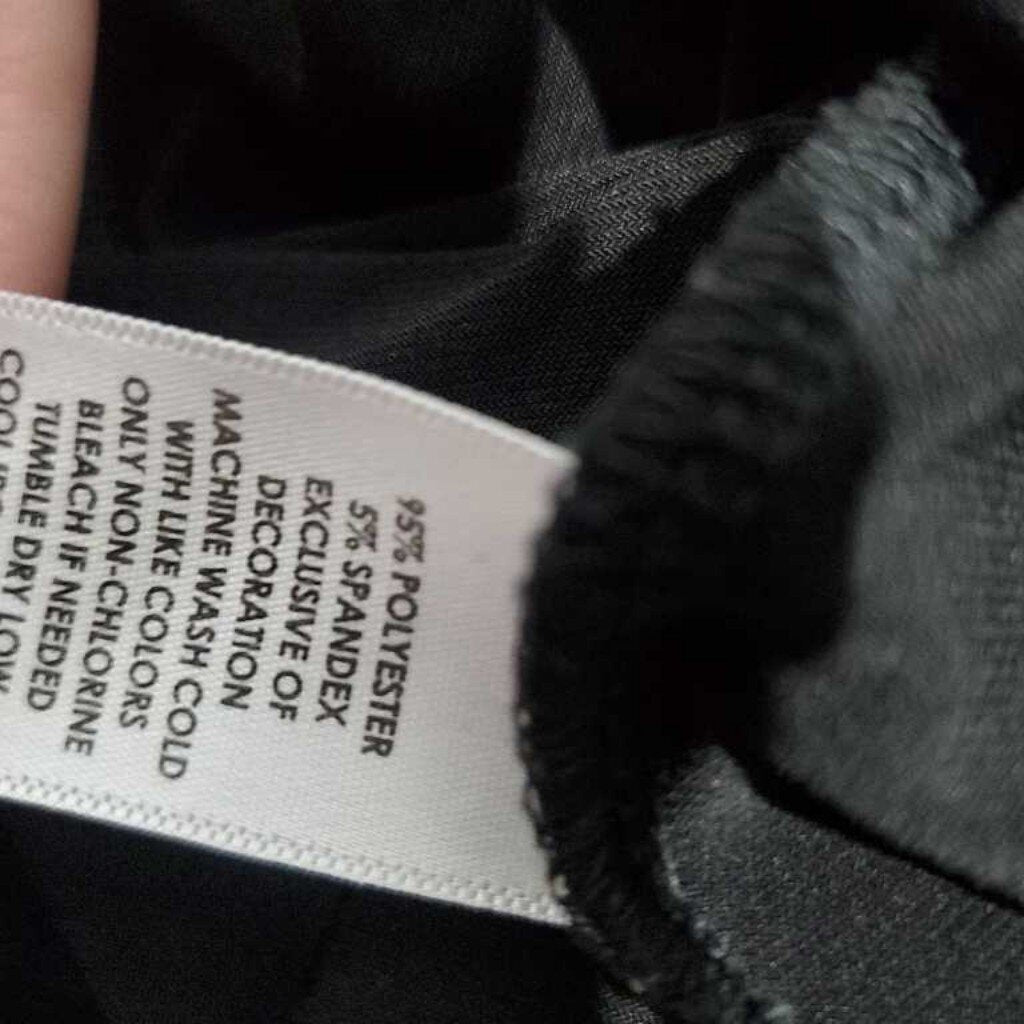 95% POLYESTER
5% SPANDEX
EXCLUSIVE OF
DECORATION
MACHINE WASH COLD
WITH LIKE COLORS
ONLY NON-CHLORINE
BLEACH IF NEEDED
TUMBLE DRY LOW
COOL